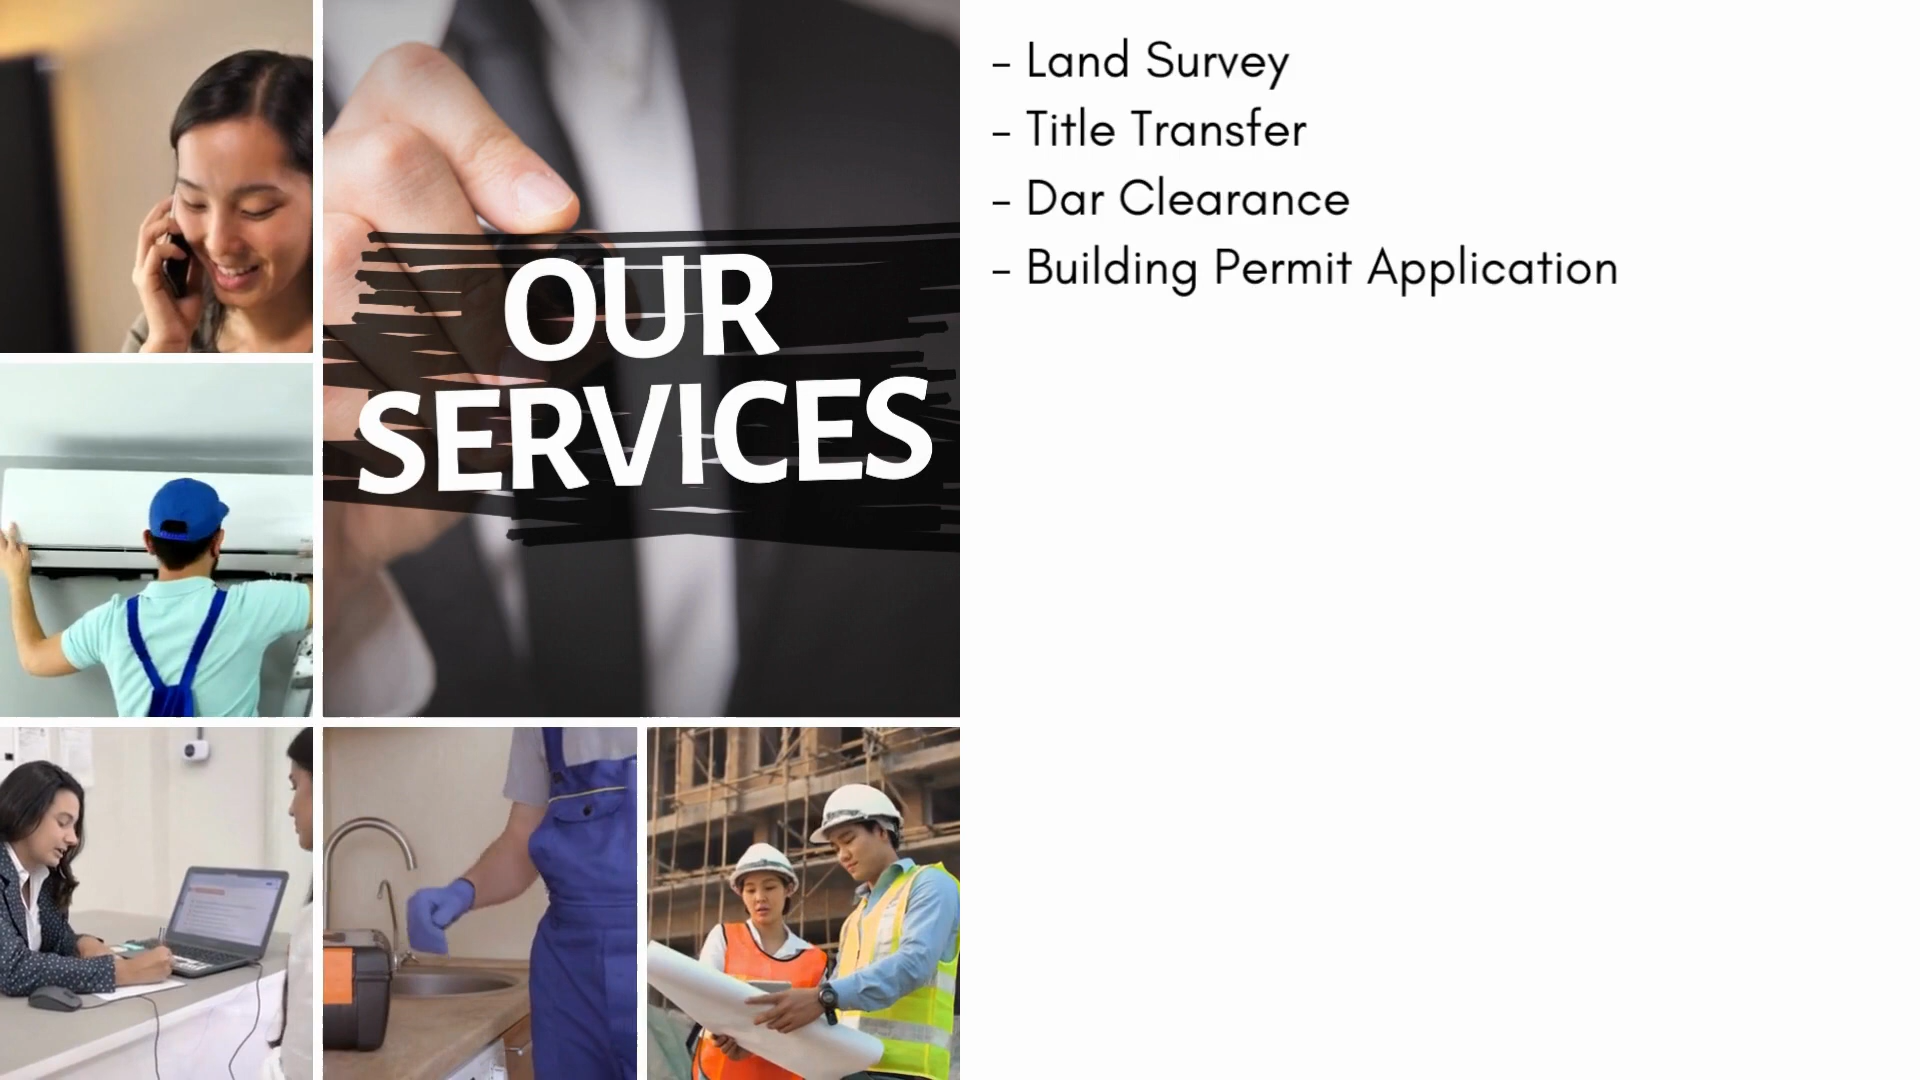 OUR
SERVICES
- Land Survey
- Title Transfer
- Dar Clearance
- Building Permit Application